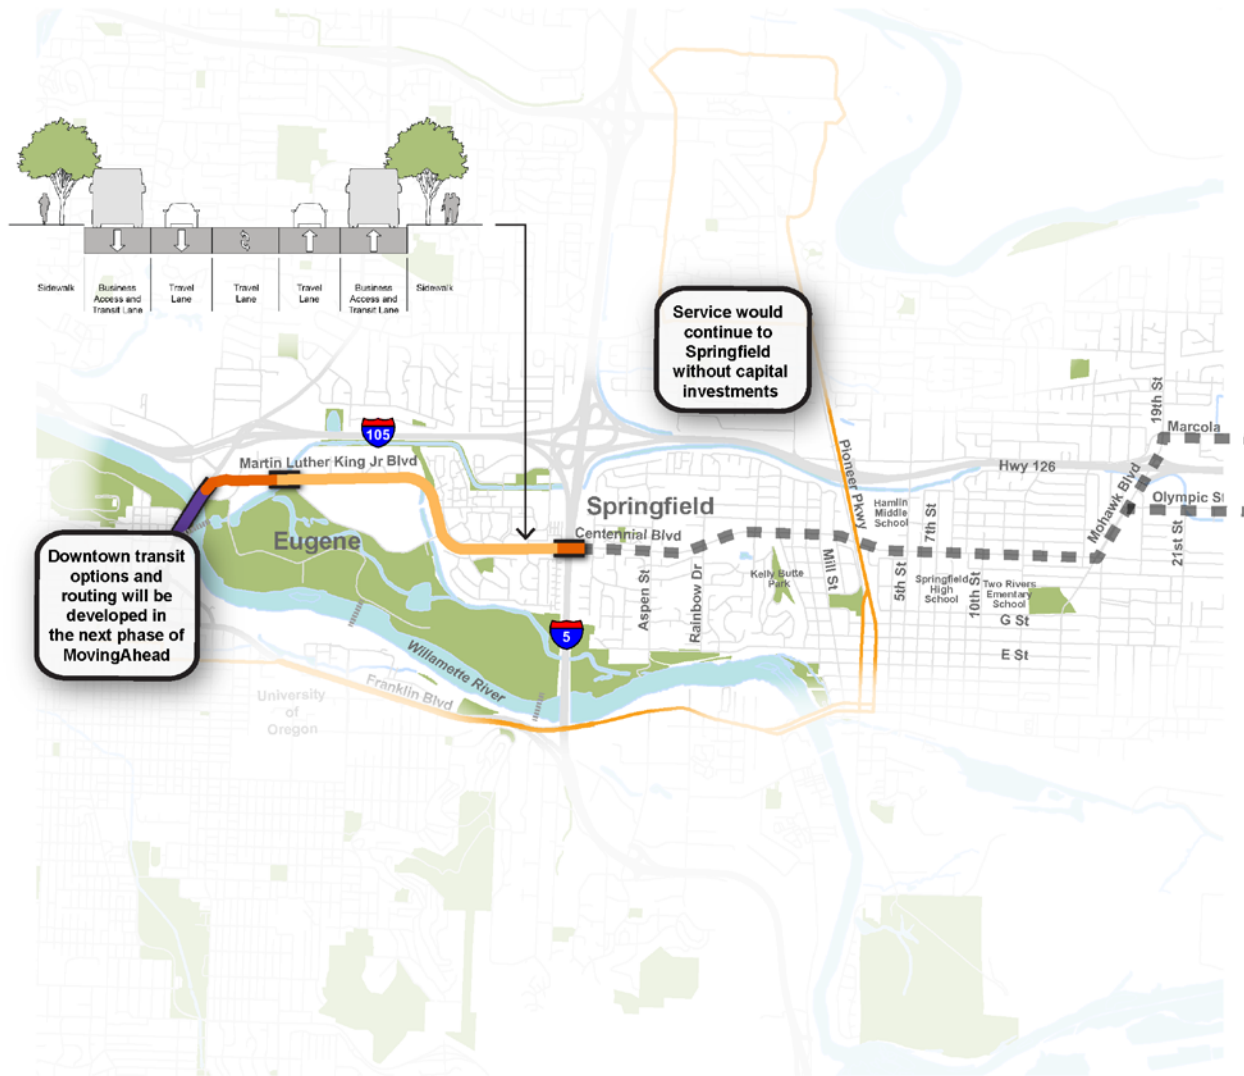 Sidewalk
Business
Access and
Transit Lane
Travel
Lane
Travel
Lane
Travel
Lane
Business
Access and
Transit Lane
Sidewalk
Service would
continue to
Springfield
without capital
investments
105
Martin Luther King Jr Blvd
Pioneer Pkwy
19th St
Marcola
Hwy 126
Mohawk Blvd
Olympic St
21st St
Springfield
Centennial Blvd
Hamlin
Middle
School
7th St
Eugene
Downtown transit
options and
routing will be
developed in
the next phase of
MovingAhead
Aspen St
Rainbow Dr
Kelly Butte
Park
Mill St
5th St
Springfield
High
School
10th St
Two Rivers
Ementary
School
G St
E St
5
Willamette River
Franklin Blvd
University
of
Oregon